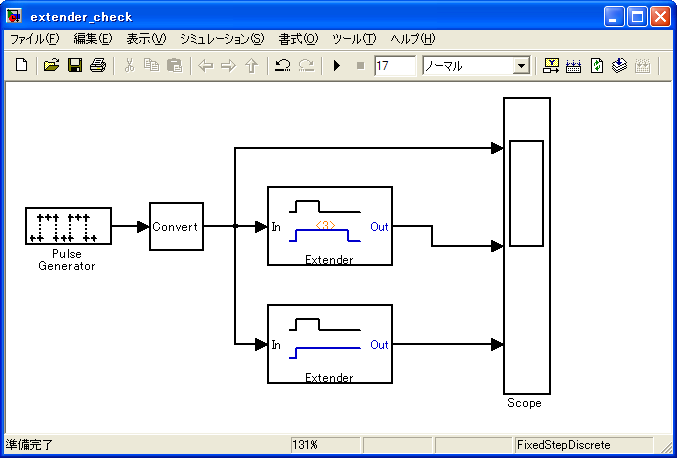 extender_check
ファイル(F) 編集(E) 表示(V) シミュレーション(S) 書式(O) ツール(T) ヘルプ(H)
17 ノーマル
Pulse
Generator
Convert
In <3> Out
Extender
In Out
Extender
Scope
準備完了 131% FixedStepDiscrete